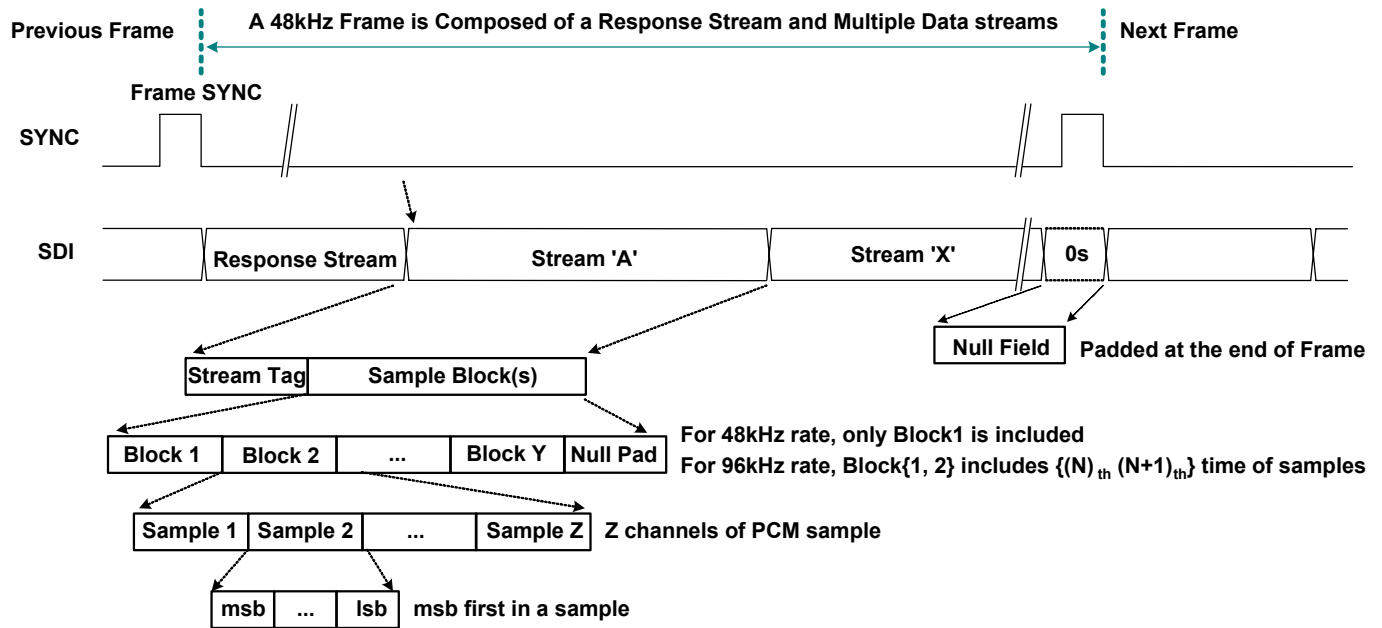 A 48kHz Frame is Composed of a Response Stream and Multiple Data streams
Previous Frame
Next Frame
Frame SYNC
SYNC
SDI
Response Stream
Stream 'A'
Stream 'X'
0s
Null Field
Padded at the end of Frame
Stream Tag
Sample Block(s)
Block 1
Block 2
...
Block Y
Null Pad
For 48kHz rate, only Block1 is included
For 96kHz rate, Block{1, 2} includes {(N)th (N+1)th} time of samples
Sample 1
Sample 2
...
Sample Z
Z channels of PCM sample
msb
...
lsb
msb first in a sample